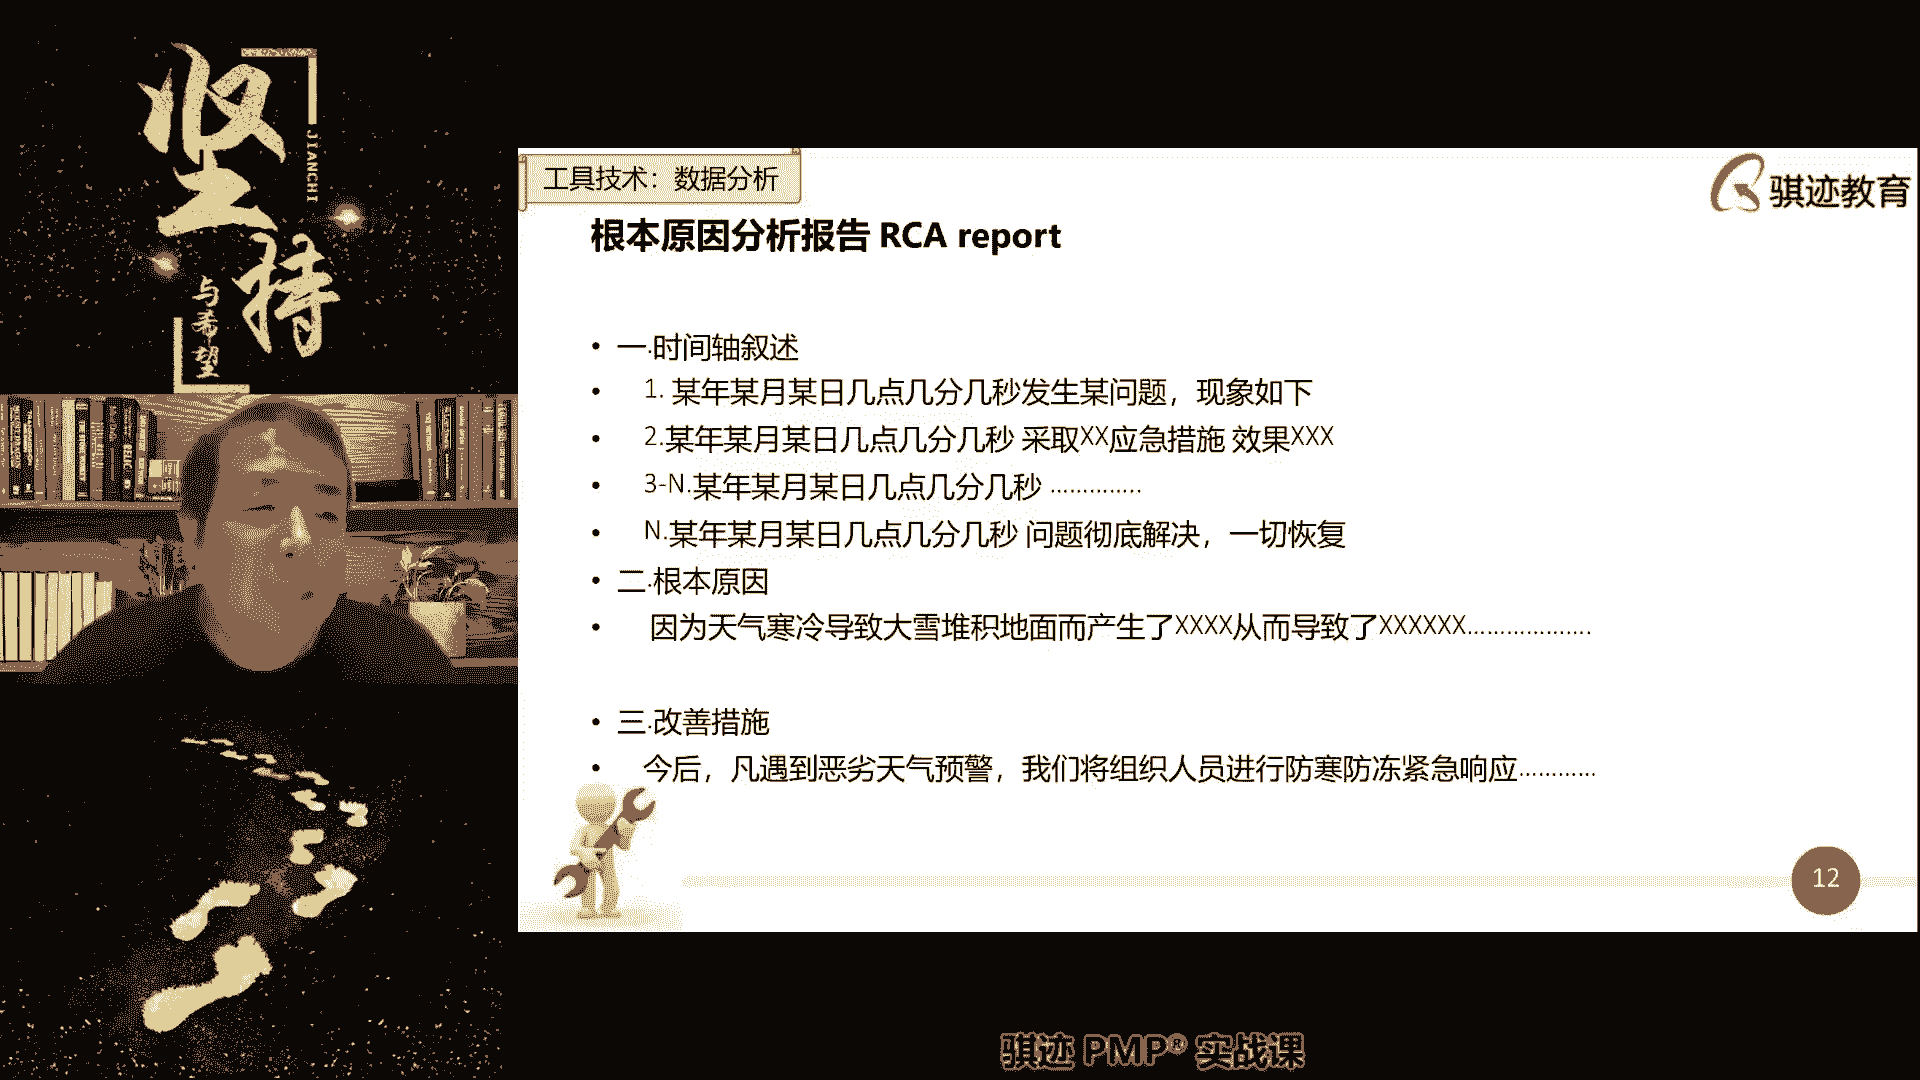 坚持
JIANCHI
与希望
工具技术：数据分析
骐迹教育
根本原因分析报告 RCA report
• 一.时间轴叙述
• 1. 某年某月某日几点几分几秒发生某问题，现象如下
• 2.某年某月某日几点几分几秒 采取XX应急措施 效果XXX
• 3-N.某年某月某日几点几分几秒 .............
• N.某年某月某日几点几分几秒 问题彻底解决，一切恢复
• 二.根本原因
• 因为天气寒冷导致大雪堆积地面而产生了XXXX从而导致了XXXXXX...................
• 三.改善措施
• 今后，凡遇到恶劣天气预警，我们将组织人员进行防寒防冻紧急响应............
12
骐迹 PMP® 实战课